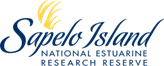 Sapelo Island
NATIONAL ESTUARINE
RESEARCH RESERVE